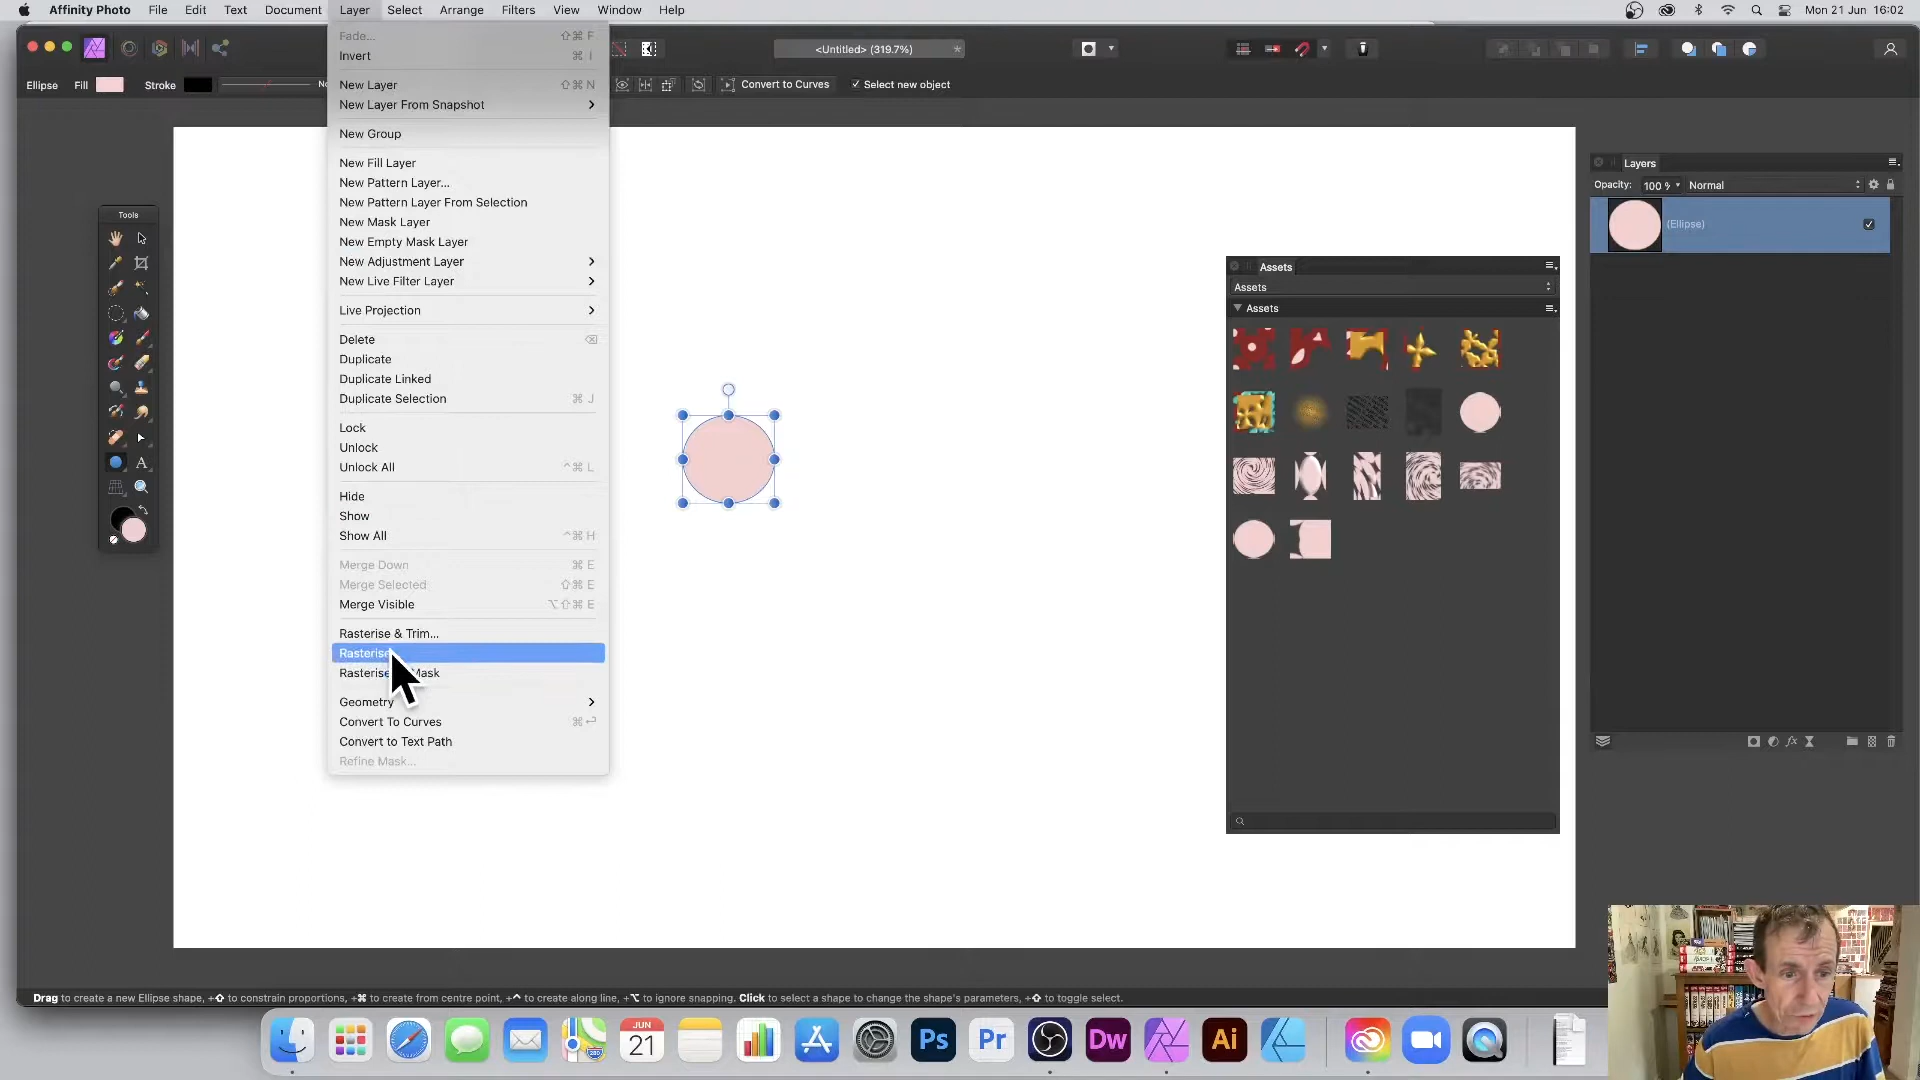 Affinity Photo File Edit Text Document Layer Select Arrange Filters View Window Help Mon 21 Jun 16:02
<Untitled> (319.7%) *
Ellipse Fill Stroke Convert to Curves Select new object
Fade... ⇧⌘ F
Invert ⌘ I
New Layer ⇧⌘ N
New Layer From Snapshot
New Group
New Fill Layer
New Pattern Layer...
New Pattern Layer From Selection
New Mask Layer
New Empty Mask Layer
New Adjustment Layer
New Live Filter Layer
Live Projection
Delete ⌫
Duplicate
Duplicate Linked
Duplicate Selection ⌘ J
Lock
Unlock
Unlock All ^⌘ L
Hide
Show
Show All ^⌘ H
Merge Down ⌘ E
Merge Selected ⇧⌘ E
Merge Visible ⌥⇧⌘ E
Rasterise & Trim...
Rasterise
Rasterise Mask
Geometry
Convert To Curves ⌘⏎
Convert to Text Path
Refine Mask...
Tools
A
Assets
Assets
Assets
Layers
Opacity: 100 % Normal
(Ellipse)
fx
Drag to create a new Ellipse shape, +⇧ to constrain proportions, +⌘ to create from centre point, +^ to create along line, +⌥ to ignore snapping. Click to select a shape to change the shape's parameters, +⇧ to toggle select.
JUN
21
280
Ps
Pr
Dw
Ai